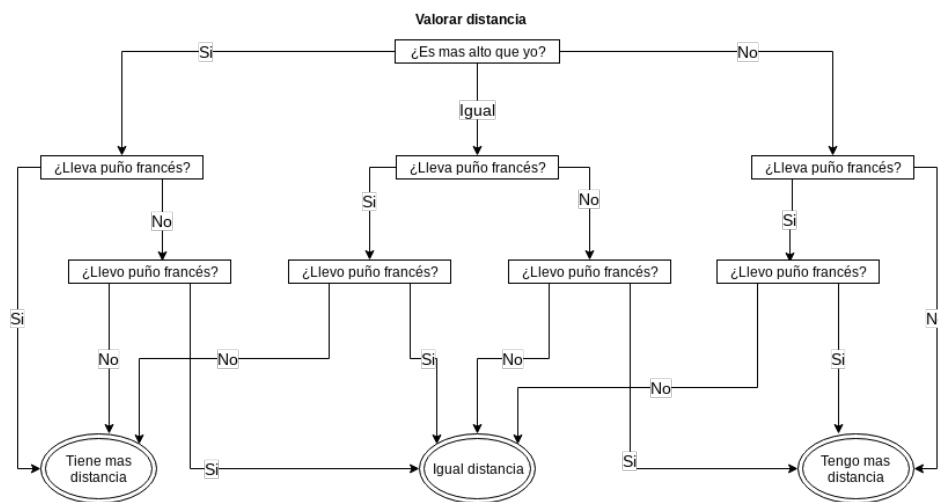 Valorar distancia
¿Es mas alto que yo?
Si
No
Igual
¿Lleva puño francés?
¿Lleva puño francés?
¿Lleva puño francés?
Si
No
No
Si
¿Llevo puño francés?
¿Llevo puño francés?
¿Llevo puño francés?
¿Llevo puño francés?
Si
N
No
No
Si
No
Si
No
Tiene mas
distancia
Si
Igual distancia
Si
Tengo mas
distancia